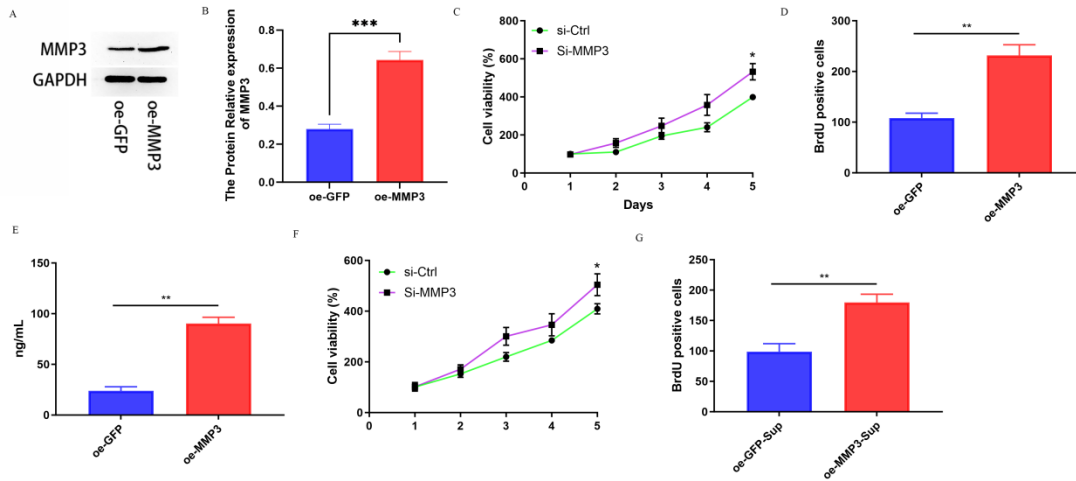 A
MMP3
GAPDH
oe-GFP
oe-MMP3
B
The Protein Relative expression
of MMP3
0.8
0.6
0.4
0.2
0.0
***
oe-GFP
oe-MMP3
C
si-Ctrl
Si-MMP3
Cell viability (%)
800
600
400
200
0
*
0 1 2 3 4 5
Days
D
BrdU positive cells
300
200
100
0
**
oe-GFP
oe-MMP3
E
ng/mL
150
100
50
0
**
oe-GFP
oe-MMP3
F
si-Ctrl
Si-MMP3
Cell viability (%)
600
400
200
0
*
0 1 2 3 4 5
Days
G
BrdU positive cells
250
200
150
100
50
0
**
oe-GFP-Sup
oe-MMP3-Sup